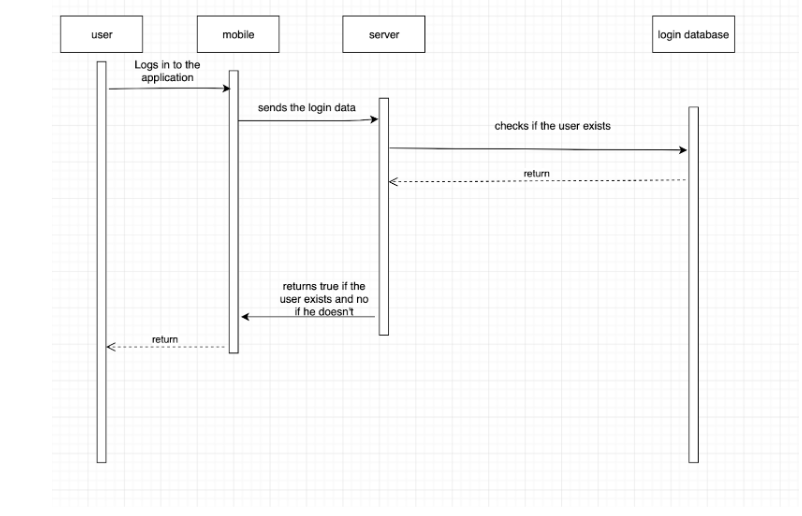 user
mobile
server
login database
Logs in to the
application
sends the login data
checks if the user exists
return
returns true if the
user exists and no
if he doesn't
return